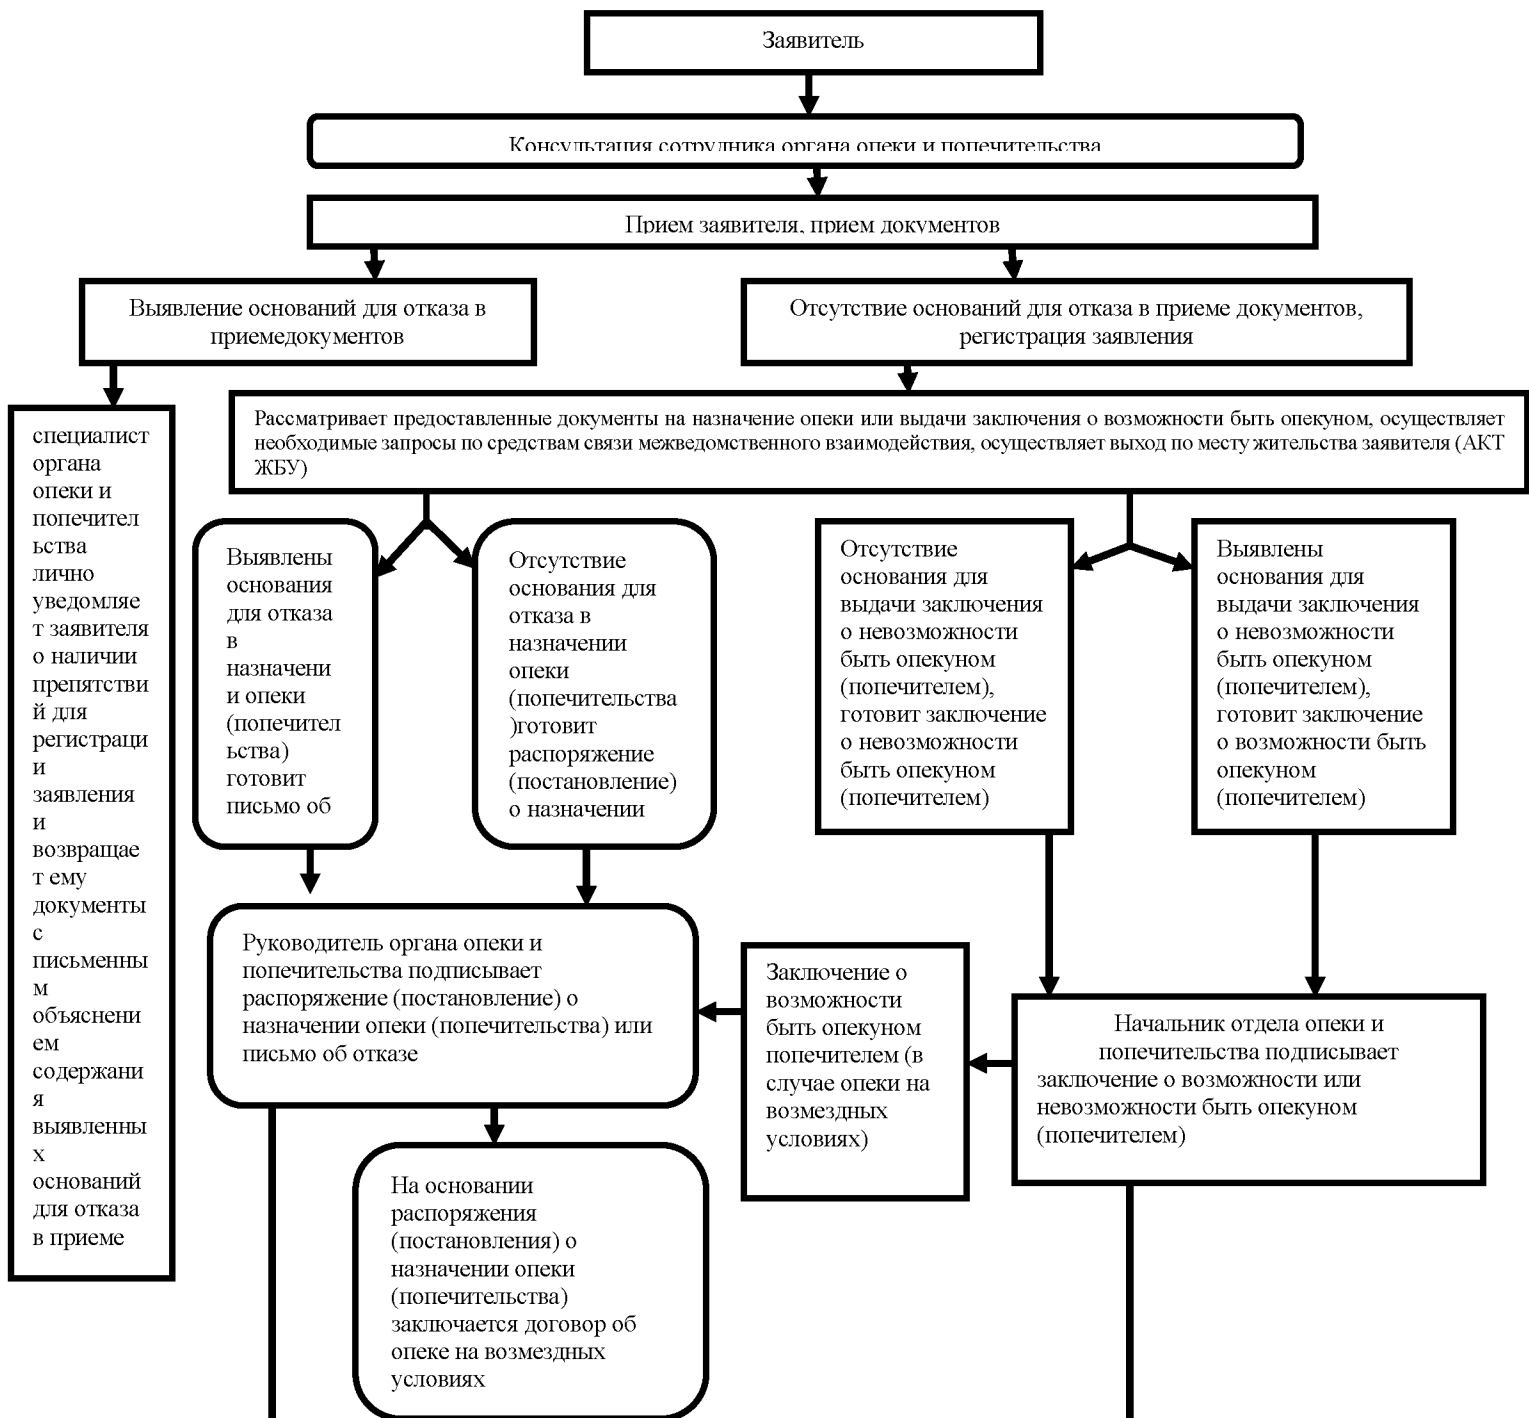 Заявитель
Консультация сотрудника органа опеки и попечительства
Прием заявителя, прием документов
Выявление оснований для отказа в
приемедокументов
Отсутствие оснований для отказа в приеме документов,
регистрация заявления
специалист
органа
опеки и
попечител
ьства
лично
уведомляе
т заявителя
о наличии
препятстви
й для
регистраци
и
заявления
и
возвращае
т ему
документы
с
письменны
м
объяснени
ем
содержани
я
выявленны
х
оснований
для отказа
в приеме
Рассматривает предоставленные документы на назначение опеки или выдачи заключения о возможности быть опекуном, осуществляет
необходимые запросы по средствам связи межведомственного взаимодействия, осуществляет выход по месту жительства заявителя (АКТ
ЖБУ)
Выявлены
основания
для отказа
в
назначени
и опеки
(попечител
ьства)
готовит
письмо об
Отсутствие
основания для
отказа в
назначении
опеки
(попечительства
)готовит
распоряжение
(постановление)
о назначении
Отсутствие
основания для
выдачи заключения
о невозможности
быть опекуном
(попечителем),
готовит заключение
о невозможности
быть опекуном
(попечителем)
Выявлены
основания для
выдачи заключения
о невозможности
быть опекуном
(попечителем),
готовит заключение
о возможности быть
опекуном
(попечителем)
Руководитель органа опеки и
попечительства подписывает
распоряжение (постановление) о
назначении опеки (попечительства) или
письмо об отказе
Заключение о
возможности
быть опекуном
попечителем (в
случае опеки на
возмездных
условиях)
Начальник отдела опеки и
попечительства подписывает
заключение о возможности или
невозможности быть опекуном
(попечителем)
На основании
распоряжения
(постановления) о
назначении опеки
(попечительства)
заключается договор об
опеке на возмездных
условиях